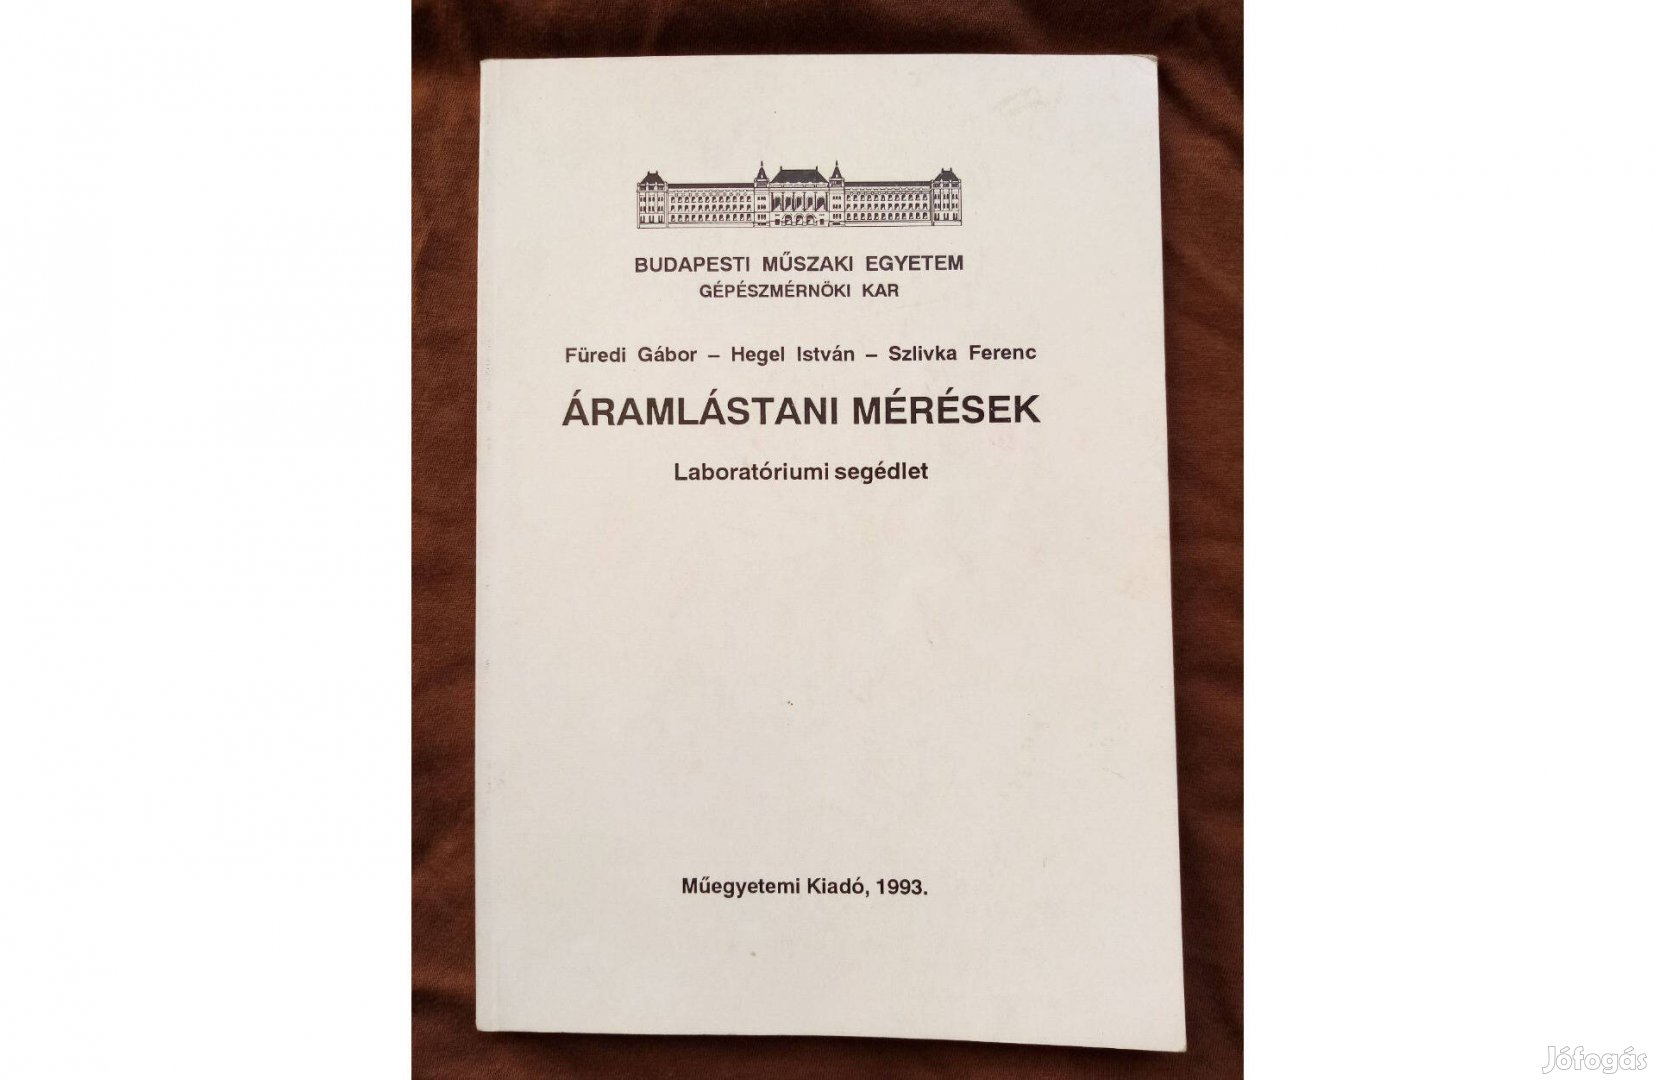 BUDAPESTI MŰSZAKI EGYETEM
GÉPÉSZMÉRNÖKI KAR
Füredi Gábor – Hegel István – Szlivka Ferenc
ÁRAMLÁSTANI MÉRÉSEK
Laboratóriumi segédlet
Műegyetemi Kiadó, 1993.
Jófogás